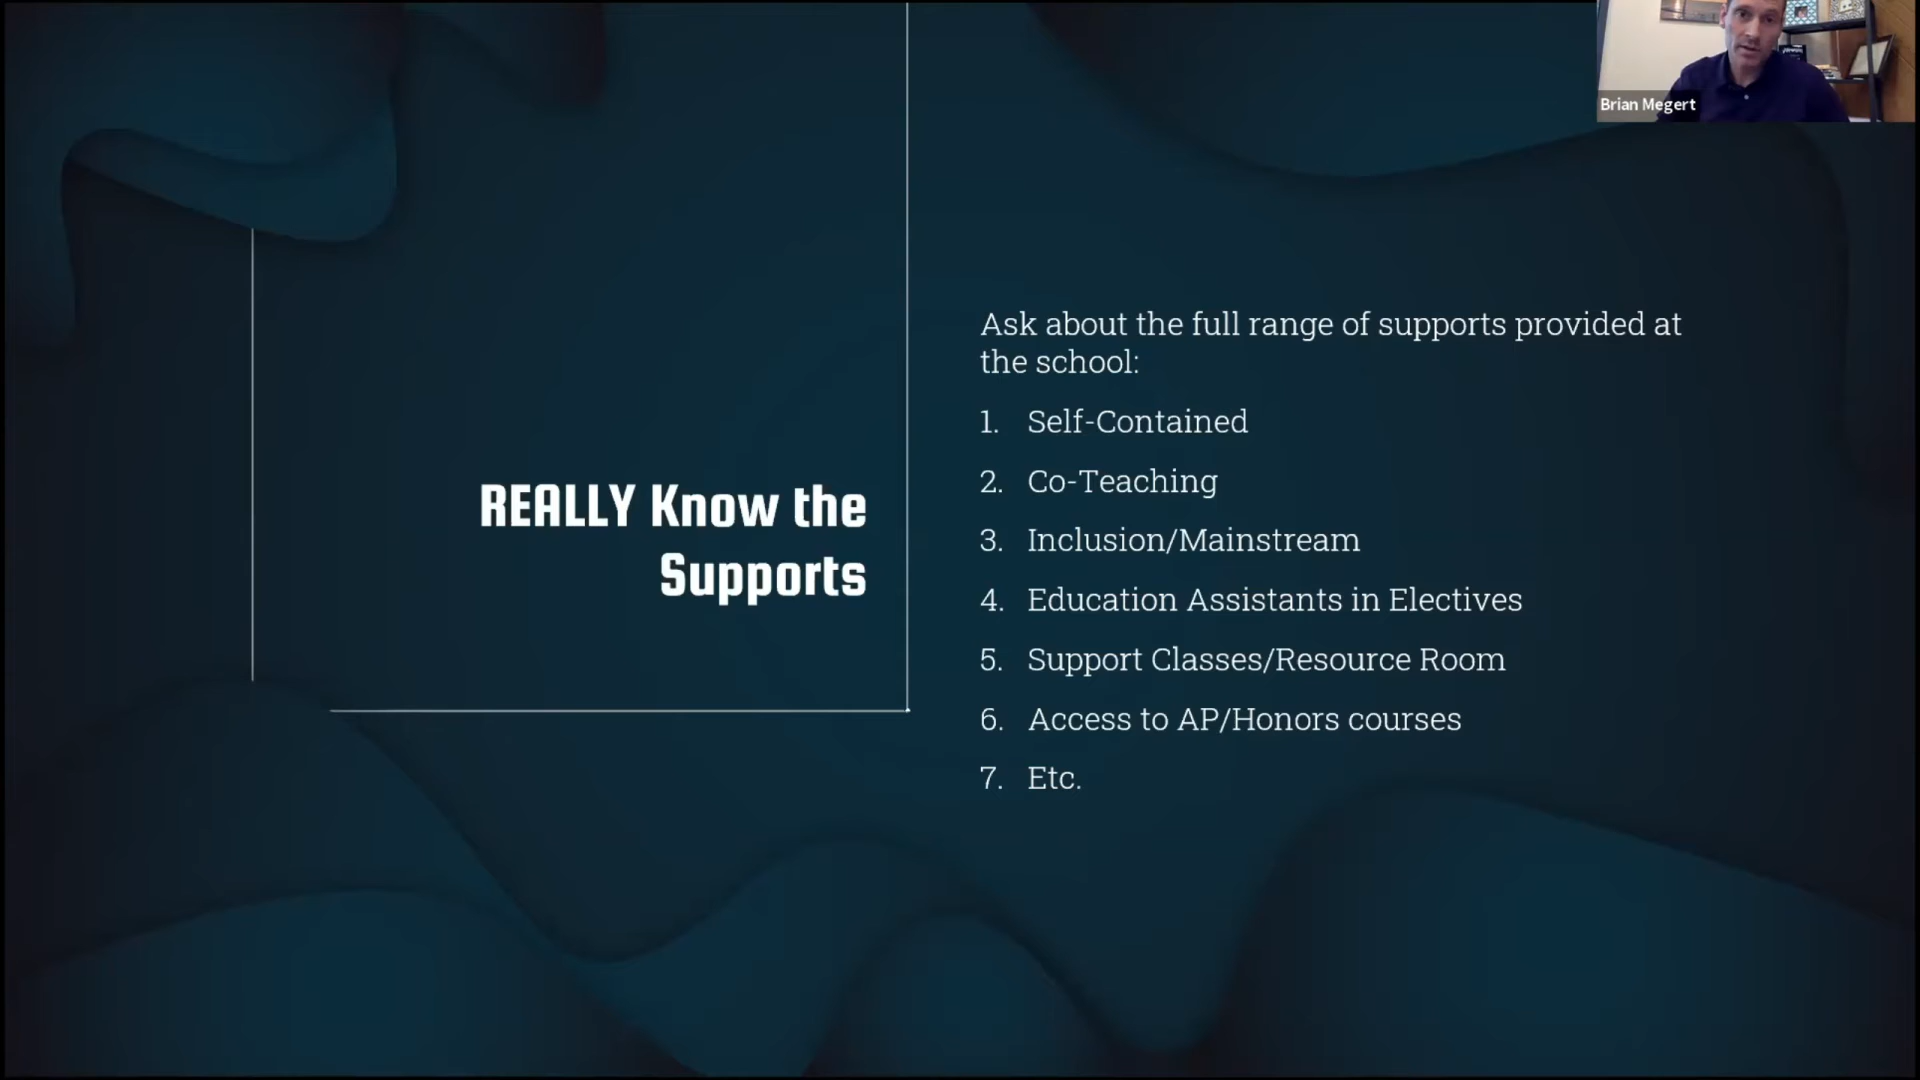 Brian Megert
REALLY Know the
Supports
Ask about the full range of supports provided at
the school:
1. Self-Contained
2. Co-Teaching
3. Inclusion/Mainstream
4. Education Assistants in Electives
5. Support Classes/Resource Room
6. Access to AP/Honors courses
7. Etc.